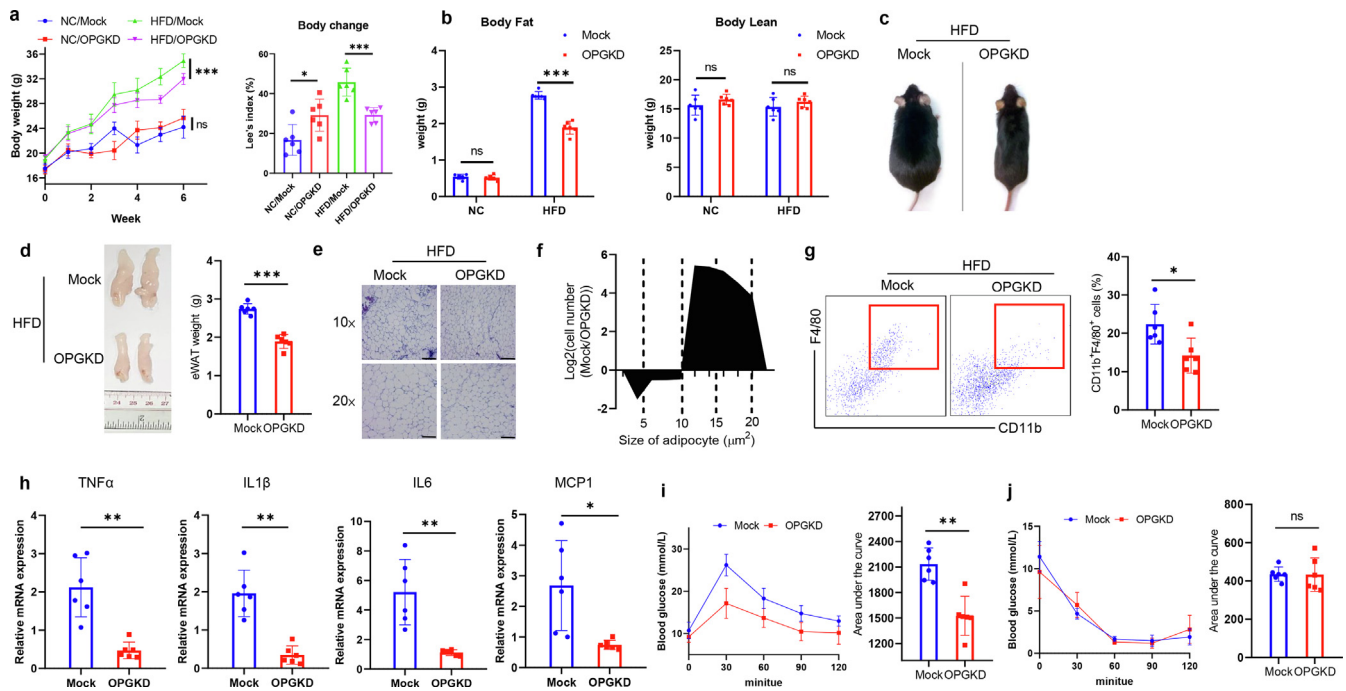 a
NC/Mock
HFD/Mock
NC/OPGKD
HFD/OPGKD
Body weight (g)
36
32
28
24
20
16
***
ns
0
2
4
6
Week
Body change
Lee's index (%)
60
40
20
0
*
***
NC/Mock
NC/OPGKD
HFD/Mock
HFD/OPGKD
b
Body Fat
Mock
OPGKD
weight (g)
4
3
2
1
0
ns
***
NC
HFD
Body Lean
Mock
OPGKD
weight (g)
25
20
15
10
5
0
ns
ns
NC
HFD
c
HFD
Mock
OPGKD
d
HFD
Mock
OPGKD
24
25
26
27
eWAT weight (g)
4
3
2
1
0
***
Mock OPGKD
e
HFD
Mock
OPGKD
10x
20x
f
Log2(cell number
(Mock/OPGKD))
6
4
2
0
-2
5
10
15
20
Size of adipocyte (μm²)
g
HFD
Mock
OPGKD
F4/80
CD11b
CD11b⁺F4/80⁺ cells (%)
40
30
20
10
0
*
Mock OPGKD
h
TNFα
Relative mRNA expression
4
3
2
1
0
**
Mock OPGKD
IL1β
Relative mRNA expression
4
3
2
1
0
**
Mock OPGKD
IL6
Relative mRNA expression
10
8
6
4
2
0
**
Mock OPGKD
MCP1
Relative mRNA expression
5
4
3
2
1
0
*
Mock OPGKD
i
Mock
OPGKD
Blood glucose (mmol/L)
30
20
10
0
30
60
90
120
minitue
Area under the curve
2700
2400
2100
1800
1500
1200
**
Mock OPGKD
j
Mock
OPGKD
Blood glucose (mmol/L)
15
10
5
0
0
30
60
90
120
minitue
Area under the curve
800
600
400
200
0
ns
Mock OPGKD